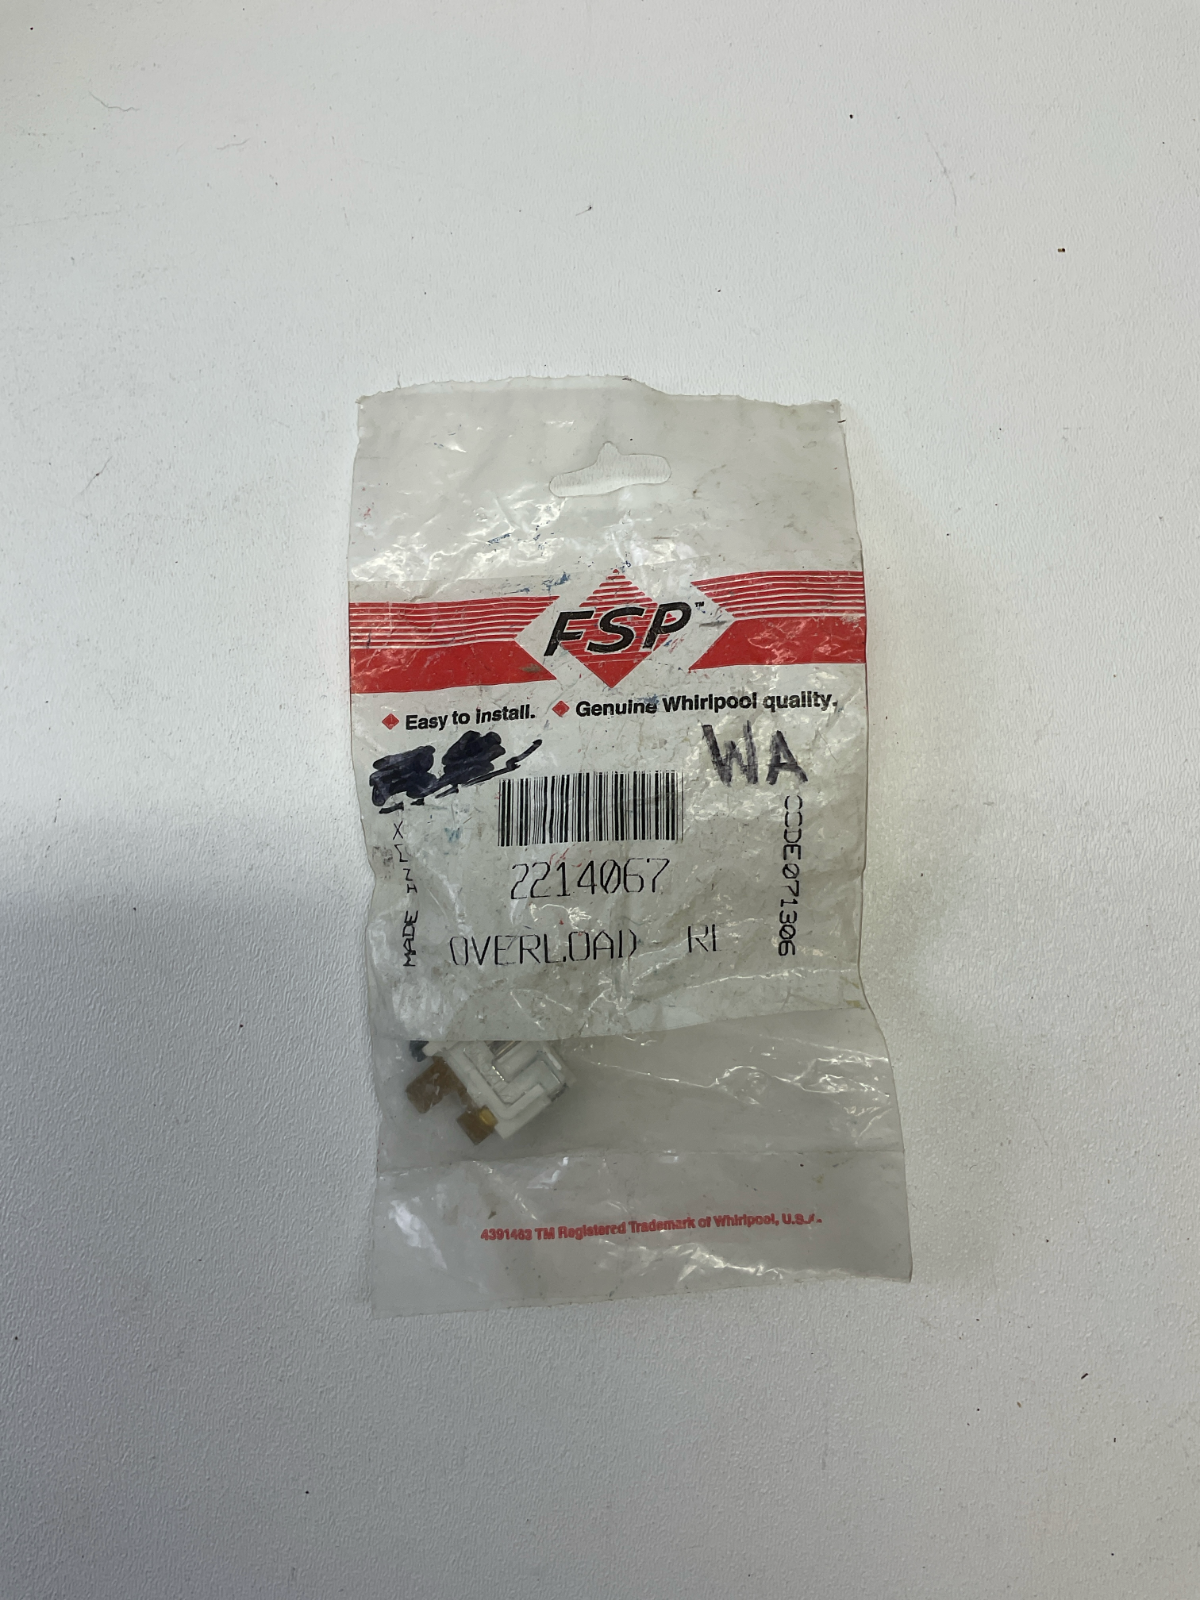 FSP™
Easy to install. Genuine Whirlpool quality.
WA
2214067
OVERLOAD - RI
MADE IN MX
CODE071306
4391463 TM Registered Trademark of Whirlpool, U.S.A.